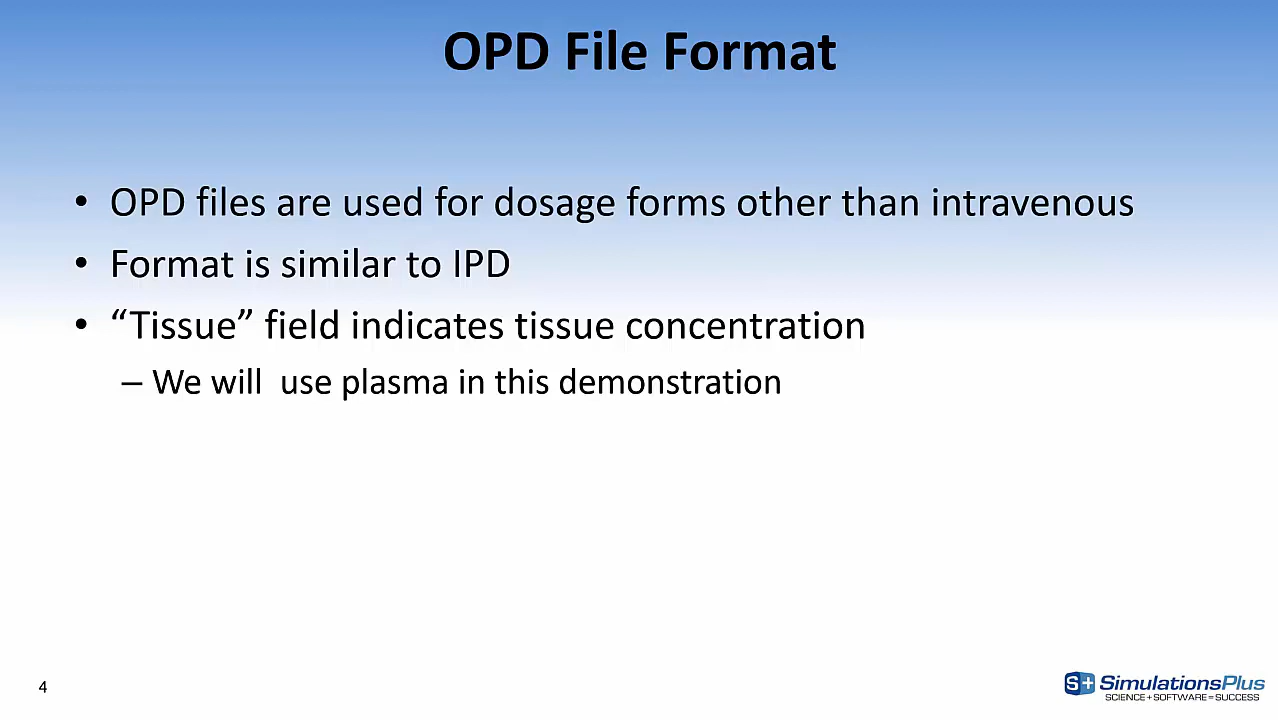 OPD File Format
• OPD files are used for dosage forms other than intravenous
• Format is similar to IPD
• “Tissue” field indicates tissue concentration
– We will  use plasma in this demonstration
4
S+ SimulationsPlus
SCIENCE+SOFTWARE=SUCCESS